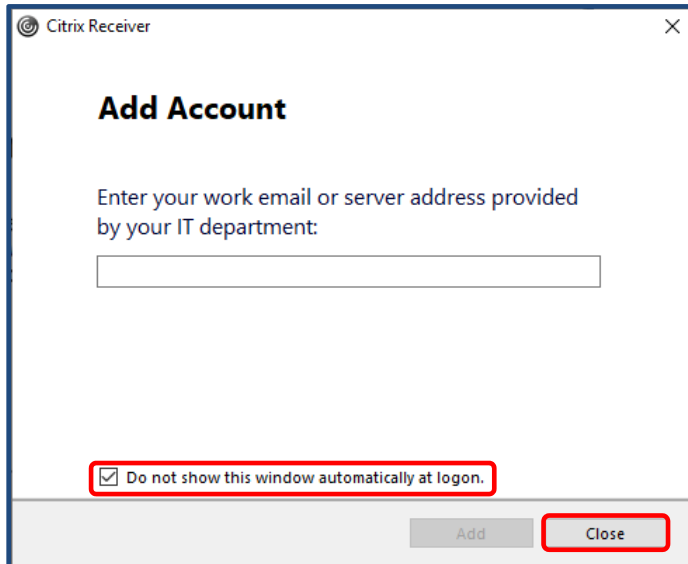 Citrix Receiver
Add Account
Enter your work email or server address provided
by your IT department:
Do not show this window automatically at logon.
Add
Close